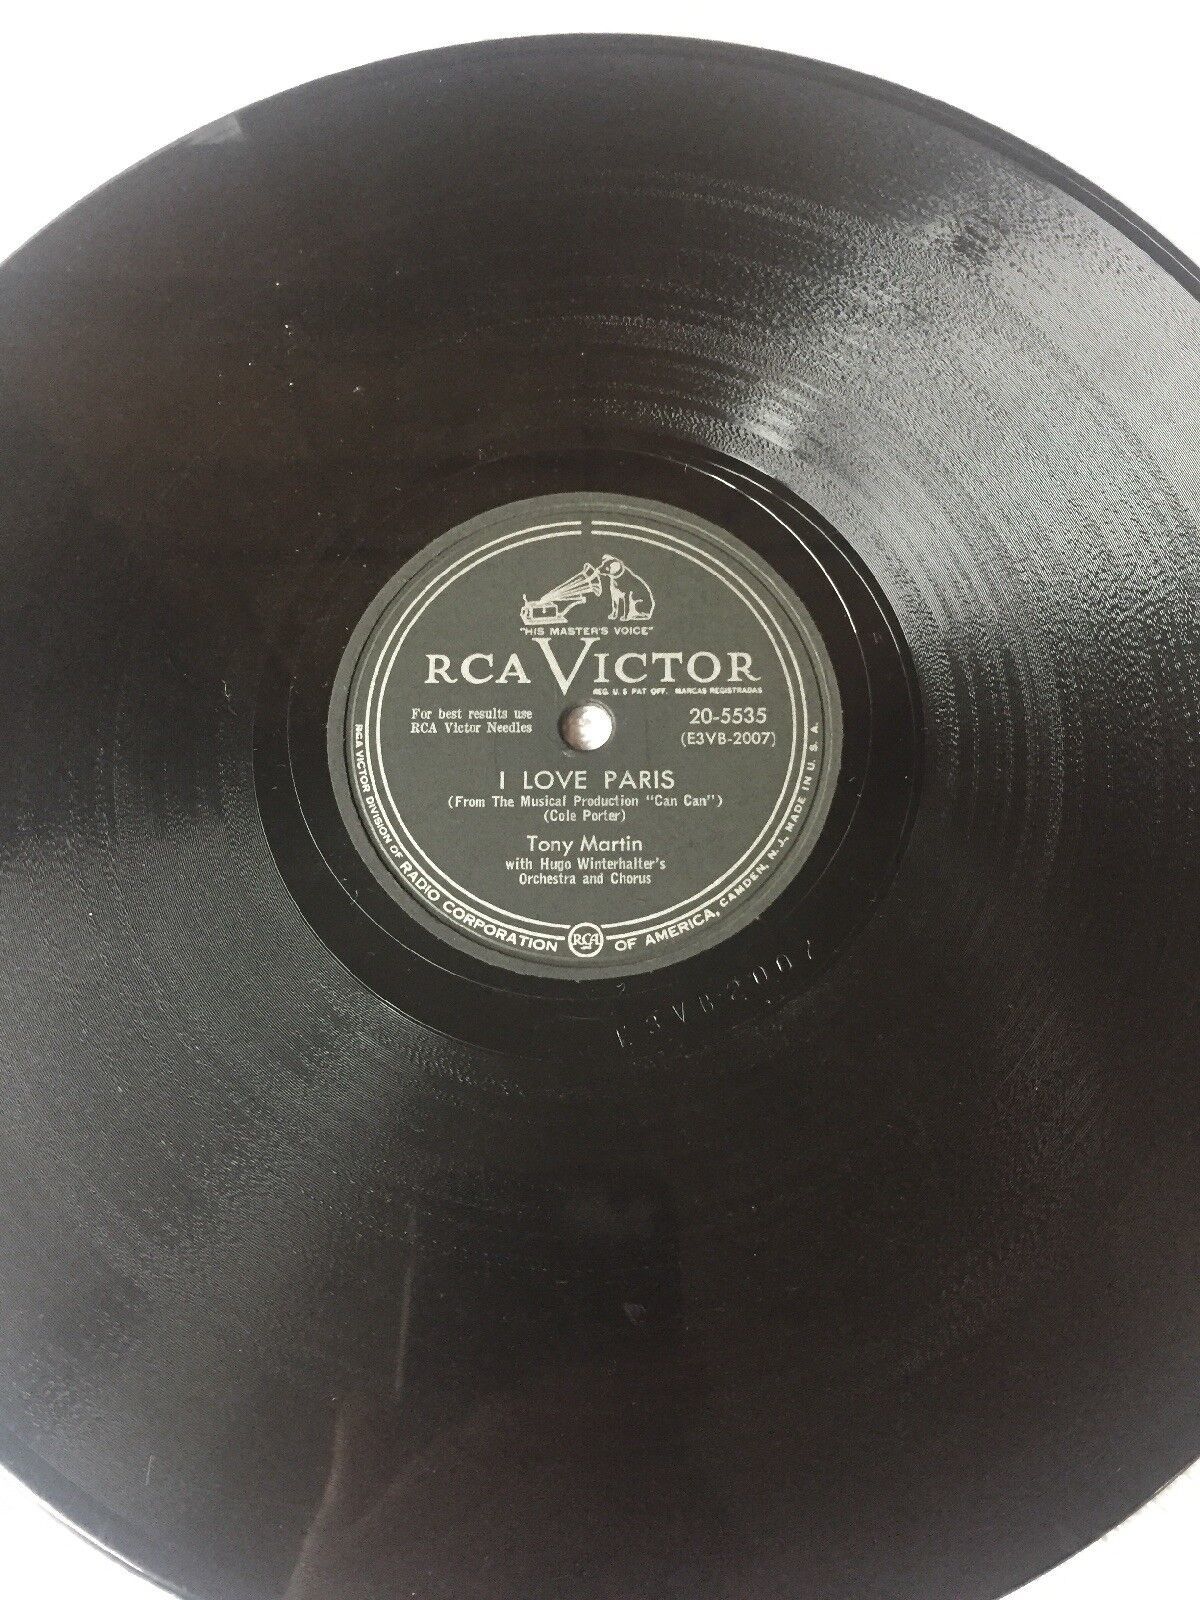 "HIS MASTER'S VOICE"
RCA VICTOR
REG. U. S. PAT. OFF. MARCAS REGISTRADAS
For best results use
RCA Victor Needles
20-5535
(E3VB-2007)
I LOVE PARIS
(From The Musical Production "Can Can")
(Cole Porter)
Tony Martin
with Hugo Winterhalter's
Orchestra and Chorus
RCA VICTOR DIVISION OF RADIO CORPORATION RCA OF AMERICA, CAMDEN, N. J. MADE IN U. S. A.
E3VB-2007